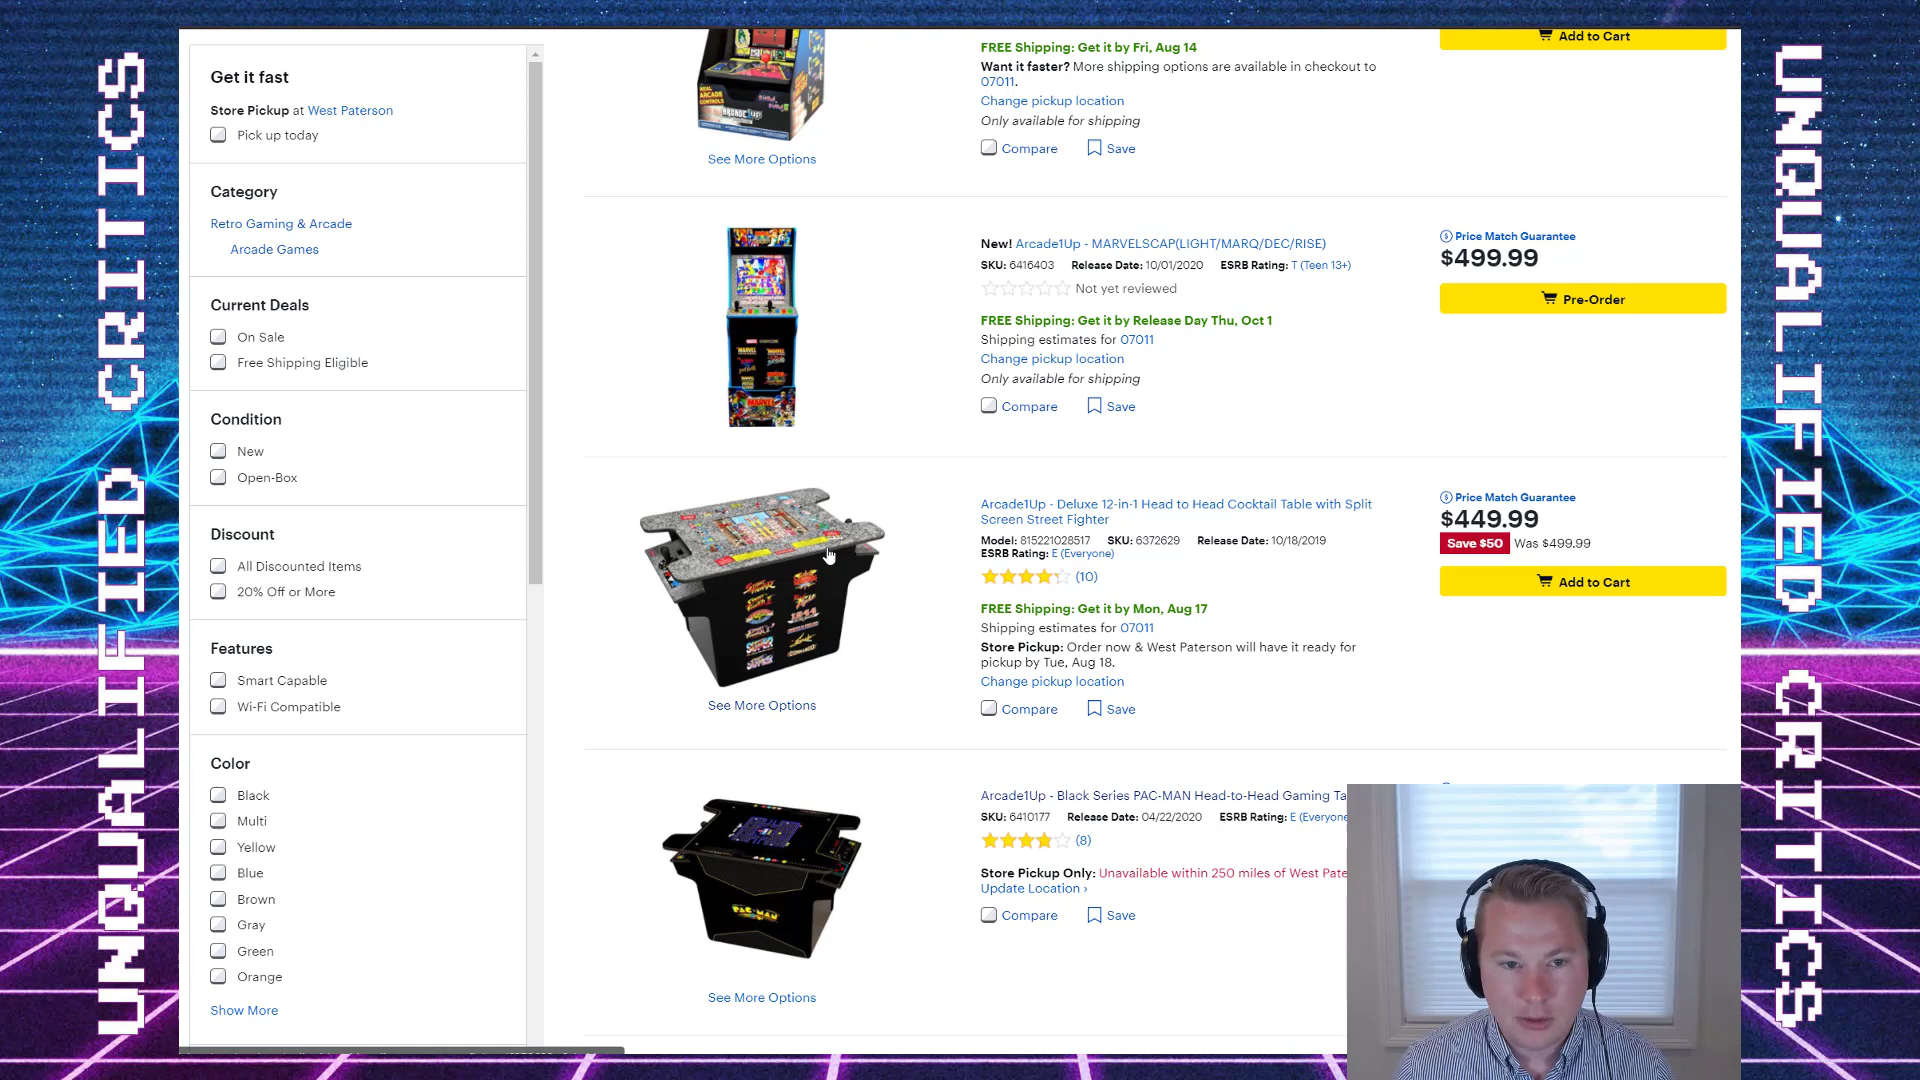 UNQUALIFIED CRITICS
Get it fast
Store Pickup at West Paterson
Pick up today
Category
Retro Gaming & Arcade
Arcade Games
Current Deals
On Sale
Free Shipping Eligible
Condition
New
Open-Box
Discount
All Discounted Items
20% Off or More
Features
Smart Capable
Wi-Fi Compatible
Color
Black
Multi
Yellow
Blue
Brown
Gray
Green
Orange
Show More
See More Options
FREE Shipping: Get it by Fri, Aug 14
Want it faster? More shipping options are available in checkout to
07011.
Change pickup location
Only available for shipping
Compare Save
Add to Cart
New! Arcade1Up - MARVELSCAP(LIGHT/MARQ/DEC/RISE)
SKU: 6416403 Release Date: 10/01/2020 ESRB Rating: T (Teen 13+)
Not yet reviewed
FREE Shipping: Get it by Release Day Thu, Oct 1
Shipping estimates for 07011
Change pickup location
Only available for shipping
Compare Save
Price Match Guarantee
$499.99
Pre-Order
See More Options
Arcade1Up - Deluxe 12-in-1 Head to Head Cocktail Table with Split
Screen Street Fighter
Model: 815221028517 SKU: 6372629 Release Date: 10/18/2019
ESRB Rating: E (Everyone)
(10)
FREE Shipping: Get it by Mon, Aug 17
Shipping estimates for 07011
Store Pickup: Order now & West Paterson will have it ready for
pickup by Tue, Aug 18.
Change pickup location
Compare Save
Price Match Guarantee
$449.99
Save $50 Was $499.99
Add to Cart
PAC-MAN
See More Options
Arcade1Up - Black Series PAC-MAN Head-to-Head Gaming Ta
SKU: 6410177 Release Date: 04/22/2020 ESRB Rating: E (Everyone
(8)
Store Pickup Only: Unavailable within 250 miles of West Pate
Update Location ›
Compare Save
UNQUALIFIED CRITICS